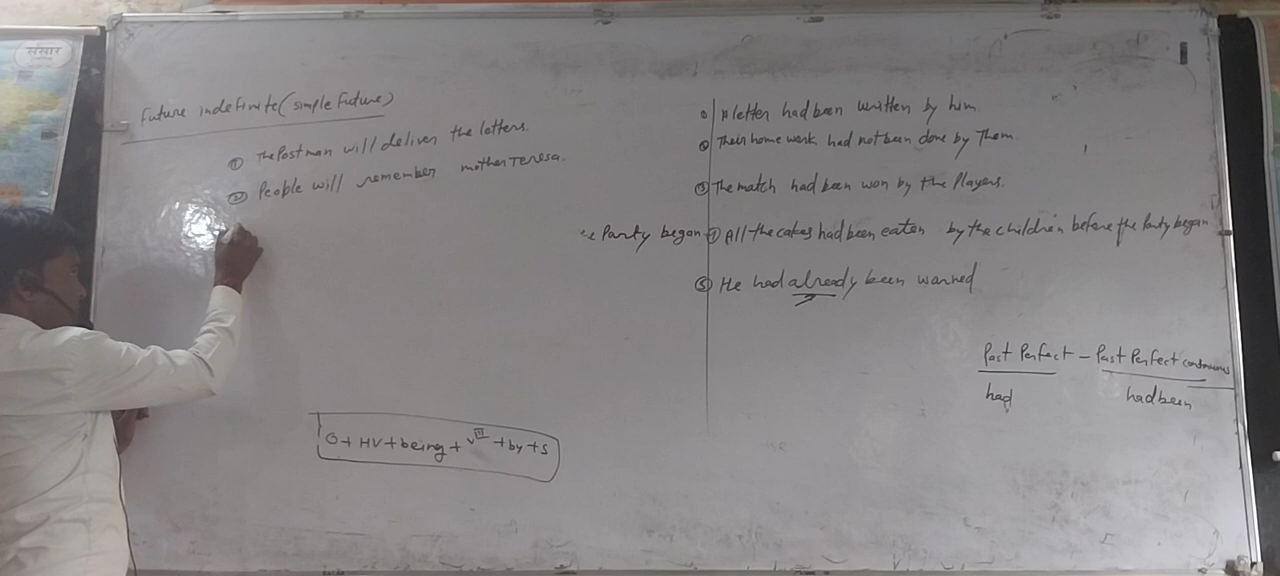 संसार
Future indefinite (simple Future)
① The Postman will deliver the letters.
② People will remember mother Teresa.
O + HV + being + V III + by + S
① A letter had been written by him.
② Their home work had not been done by Them.
③ The match had been won by the Players.
Party began ④ All the cakes had been eaten by the children before the Party began
⑤ He had already been warned
Past Perfect - Past Perfect continuous
had had been